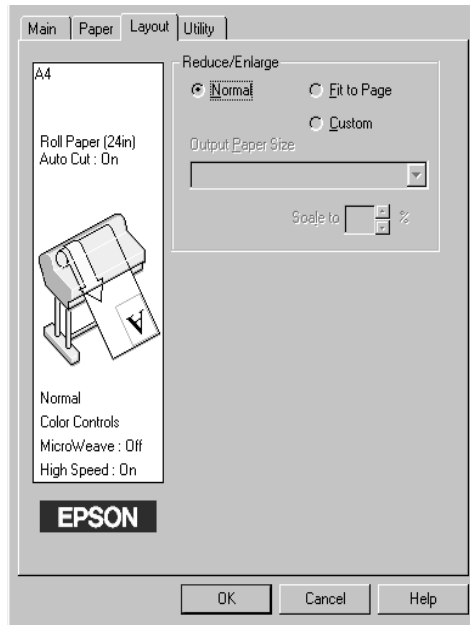 Main Paper Layout Utility
A4
Roll Paper (24in)
Auto Cut : On
A
Normal
Color Controls
MicroWeave : Off
High Speed : On
EPSON
Reduce/Enlarge
Normal Fit to Page
Custom
Output Paper Size
Scale to %
OK Cancel Help